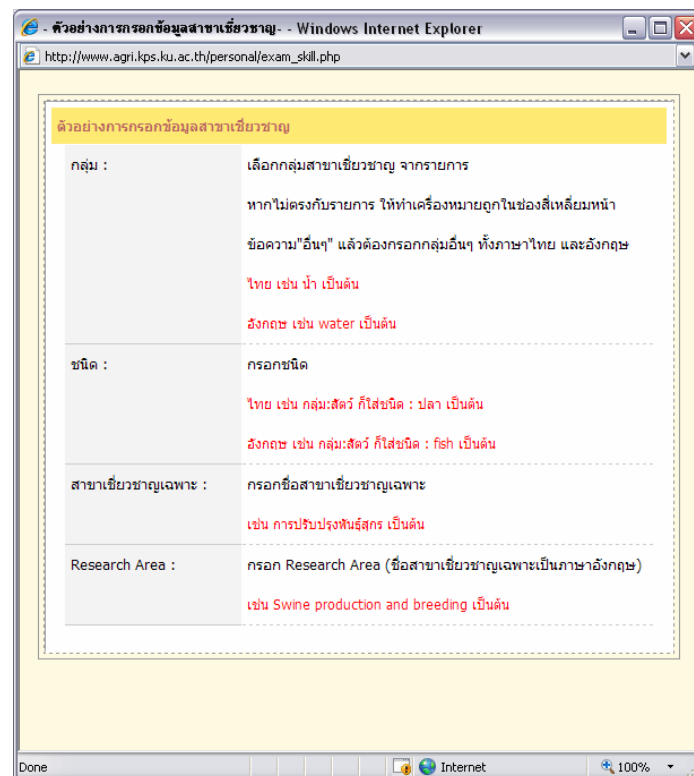 - ตัวอย่างการกรอกข้อมูลสาขาเชี่ยวชาญ- - Windows Internet Explorer
http://www.agri.kps.ku.ac.th/personal/exam_skill.php
ตัวอย่างการกรอกข้อมูลสาขาเชี่ยวชาญ
กลุ่ม : เลือกกลุ่มสาขาเชี่ยวชาญ จากรายการ
หากไม่ตรงกับรายการ ให้ทำเครื่องหมายถูกในช่องสี่เหลี่ยมหน้า
ข้อความ"อื่นๆ" แล้วต้องกรอกกลุ่มอื่นๆ ทั้งภาษาไทย และอังกฤษ
ไทย เช่น น้ำ เป็นต้น
อังกฤษ เช่น water เป็นต้น
ชนิด : กรอกชนิด
ไทย เช่น กลุ่ม:สัตว์ ก็ใส่ชนิด : ปลา เป็นต้น
อังกฤษ เช่น กลุ่ม:สัตว์ ก็ใส่ชนิด : fish เป็นต้น
สาขาเชี่ยวชาญเฉพาะ : กรอกชื่อสาขาเชี่ยวชาญเฉพาะ
เช่น การปรับปรุงพันธุ์สุกร เป็นต้น
Research Area : กรอก Research Area (ชื่อสาขาเชี่ยวชาญเฉพาะเป็นภาษาอังกฤษ)
เช่น Swine production and breeding เป็นต้น
Done Internet 100%